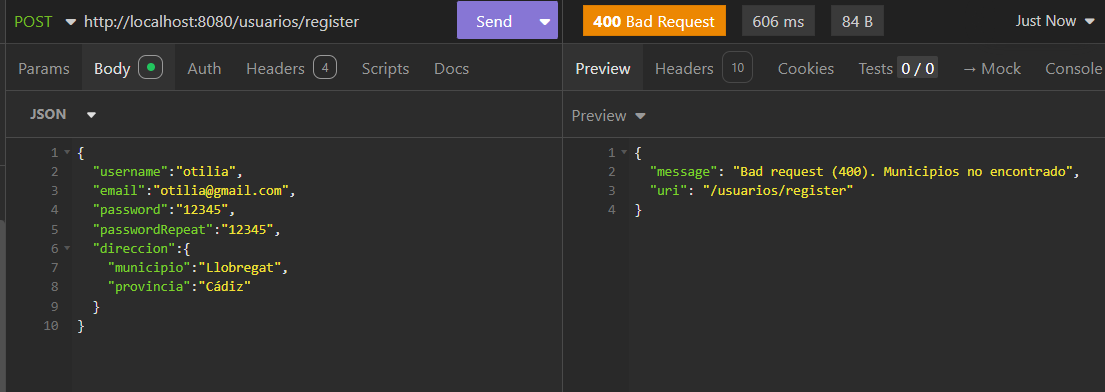 POST http://localhost:8080/usuarios/register Send
Params Body Auth Headers 4 Scripts Docs
JSON
1 {
2 "username":"otilia",
3 "email":"otilia@gmail.com",
4 "password":"12345",
5 "passwordRepeat":"12345",
6 "direccion":{
7 "municipio":"Llobregat",
8 "provincia":"Cádiz"
9 }
10 }
400 Bad Request 606 ms 84 B Just Now
Preview Headers 10 Cookies Tests 0 / 0 → Mock Console
Preview
1 {
2 "message": "Bad request (400). Municipios no encontrado",
3 "uri": "/usuarios/register"
4 }